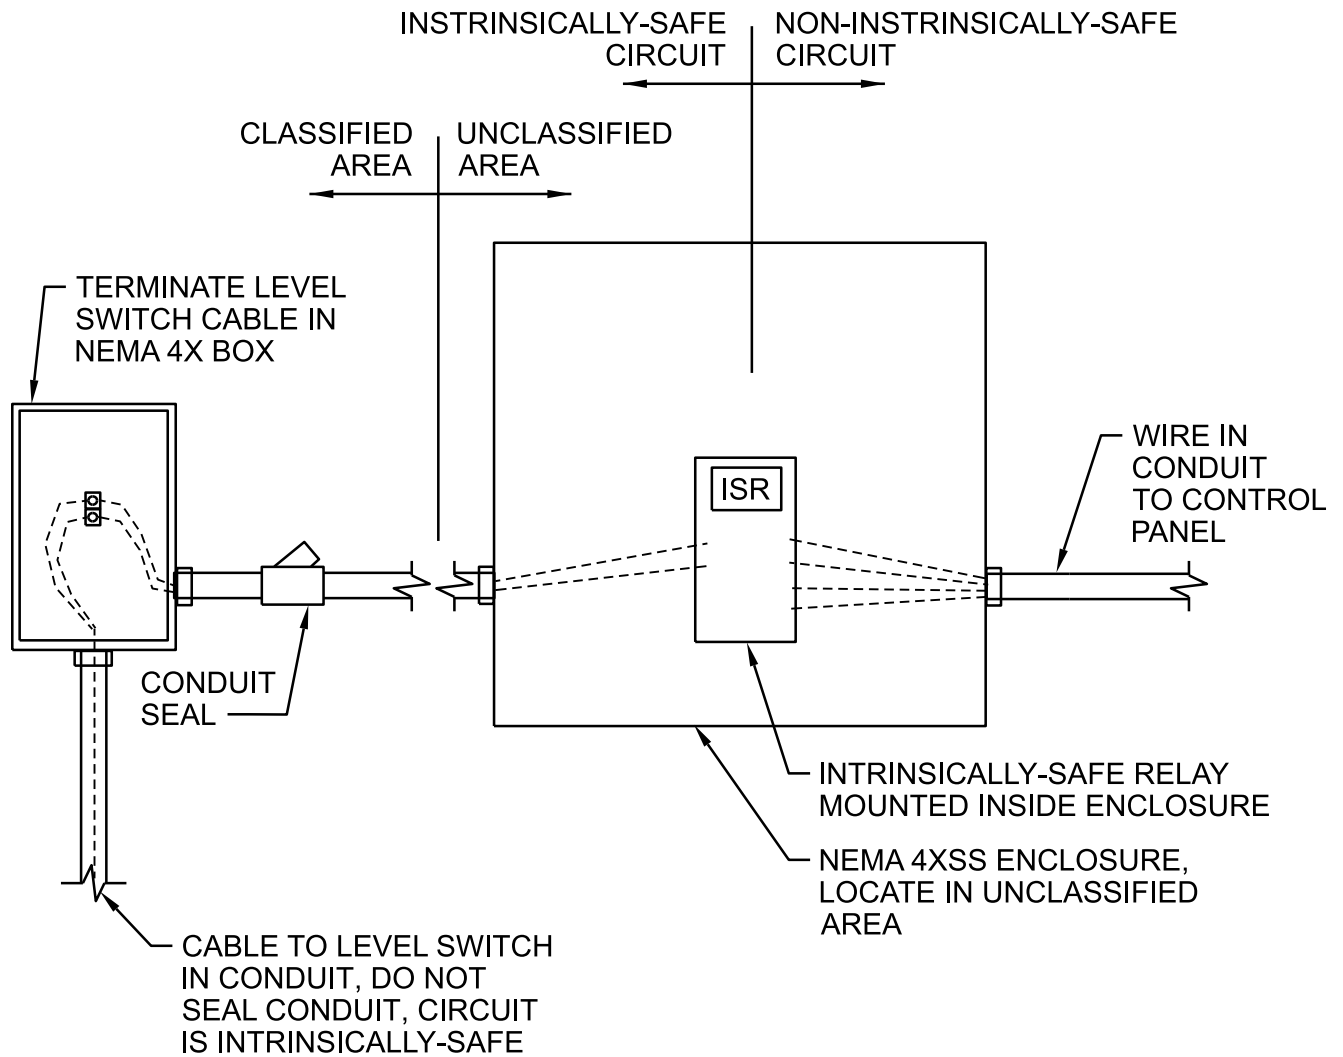 INSTRINSICALLY-SAFE
CIRCUIT
NON-INSTRINSICALLY-SAFE
CIRCUIT
CLASSIFIED
AREA
UNCLASSIFIED
AREA
TERMINATE LEVEL
SWITCH CABLE IN
NEMA 4X BOX
WIRE IN
CONDUIT
TO CONTROL
PANEL
ISR
CONDUIT
SEAL
INTRINSICALLY-SAFE RELAY
MOUNTED INSIDE ENCLOSURE
NEMA 4XSS ENCLOSURE,
LOCATE IN UNCLASSIFIED
AREA
CABLE TO LEVEL SWITCH
IN CONDUIT, DO NOT
SEAL CONDUIT, CIRCUIT
IS INTRINSICALLY-SAFE